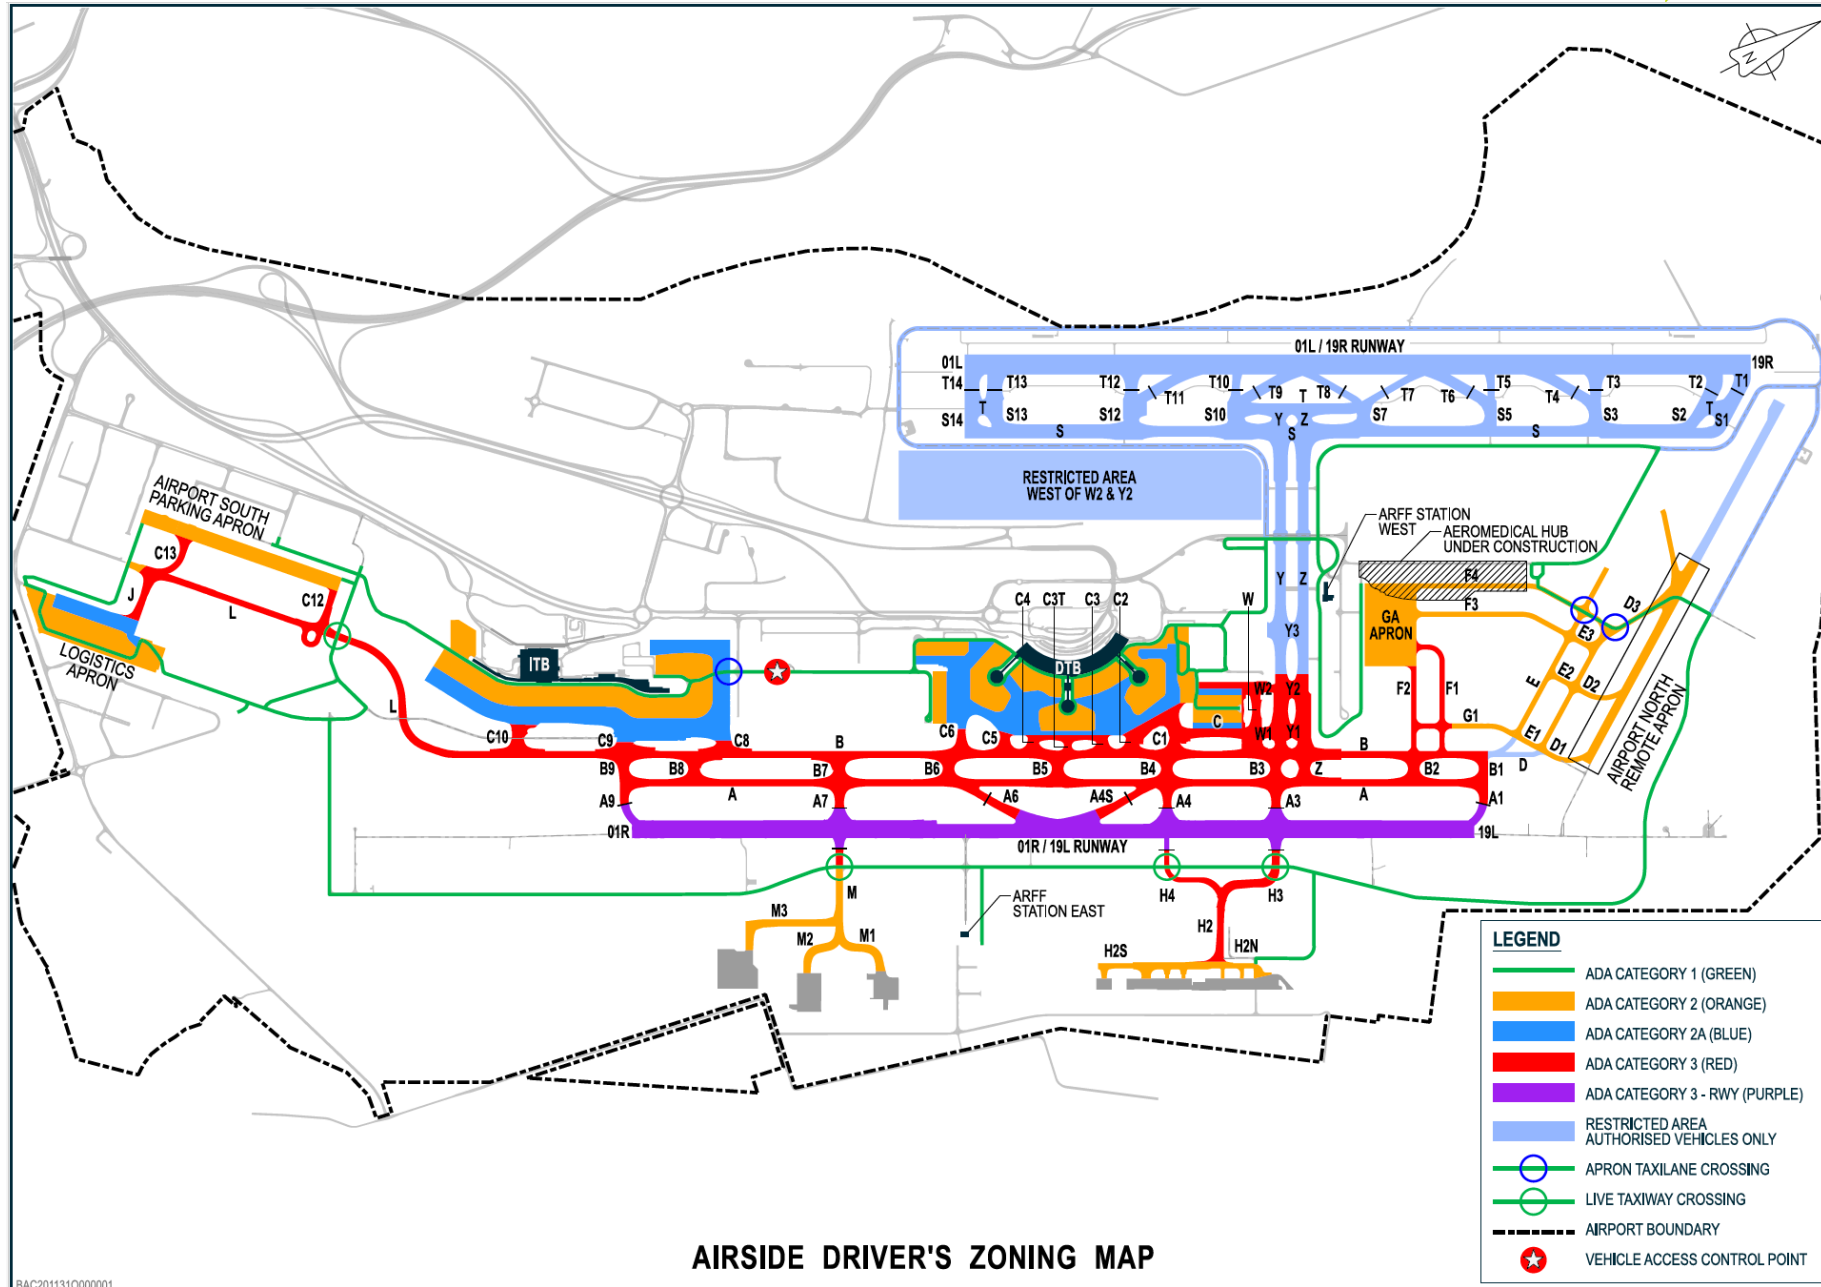 01L / 19R RUNWAY
01L
19R
T14
T13
T12
T11
T10
T9
T
T8
T7
T6
T5
T4
T3
T2
T1
T
T
S14
S13
S12
S10
Y
Z
S7
S5
S3
S2
S1
S
S
S
RESTRICTED AREA
WEST OF W2 & Y2
AIRPORT SOUTH
PARKING APRON
ARFF STATION
WEST
AEROMEDICAL HUB
UNDER CONSTRUCTION
C13
J
L
C12
LOGISTICS
APRON
L
ITB
C4
C3T
C3
C2
W
Y
Z
Y3
DTB
F4
F3
GA
APRON
D3
E3
E2
D2
E
F2
F1
G1
E1
D1
D
AIRPORT NORTH
REMOTE APRON
W2
Y2
C
W1
Y1
C10
C9
C8
B
C6
C5
C1
B
B9
B8
B7
B6
B5
B4
B3
Z
B2
B1
A9
A
A7
A6
A4S
A4
A3
A
A1
01R
19L
01R / 19L RUNWAY
M
M3
M2
M1
ARFF
STATION EAST
H4
H3
H2
H2S
H2N
N
LEGEND
ADA CATEGORY 1 (GREEN)
ADA CATEGORY 2 (ORANGE)
ADA CATEGORY 2A (BLUE)
ADA CATEGORY 3 (RED)
ADA CATEGORY 3 - RWY (PURPLE)
RESTRICTED AREA
AUTHORISED VEHICLES ONLY
APRON TAXILANE CROSSING
LIVE TAXIWAY CROSSING
AIRPORT BOUNDARY
VEHICLE ACCESS CONTROL POINT
AIRSIDE DRIVER'S ZONING MAP